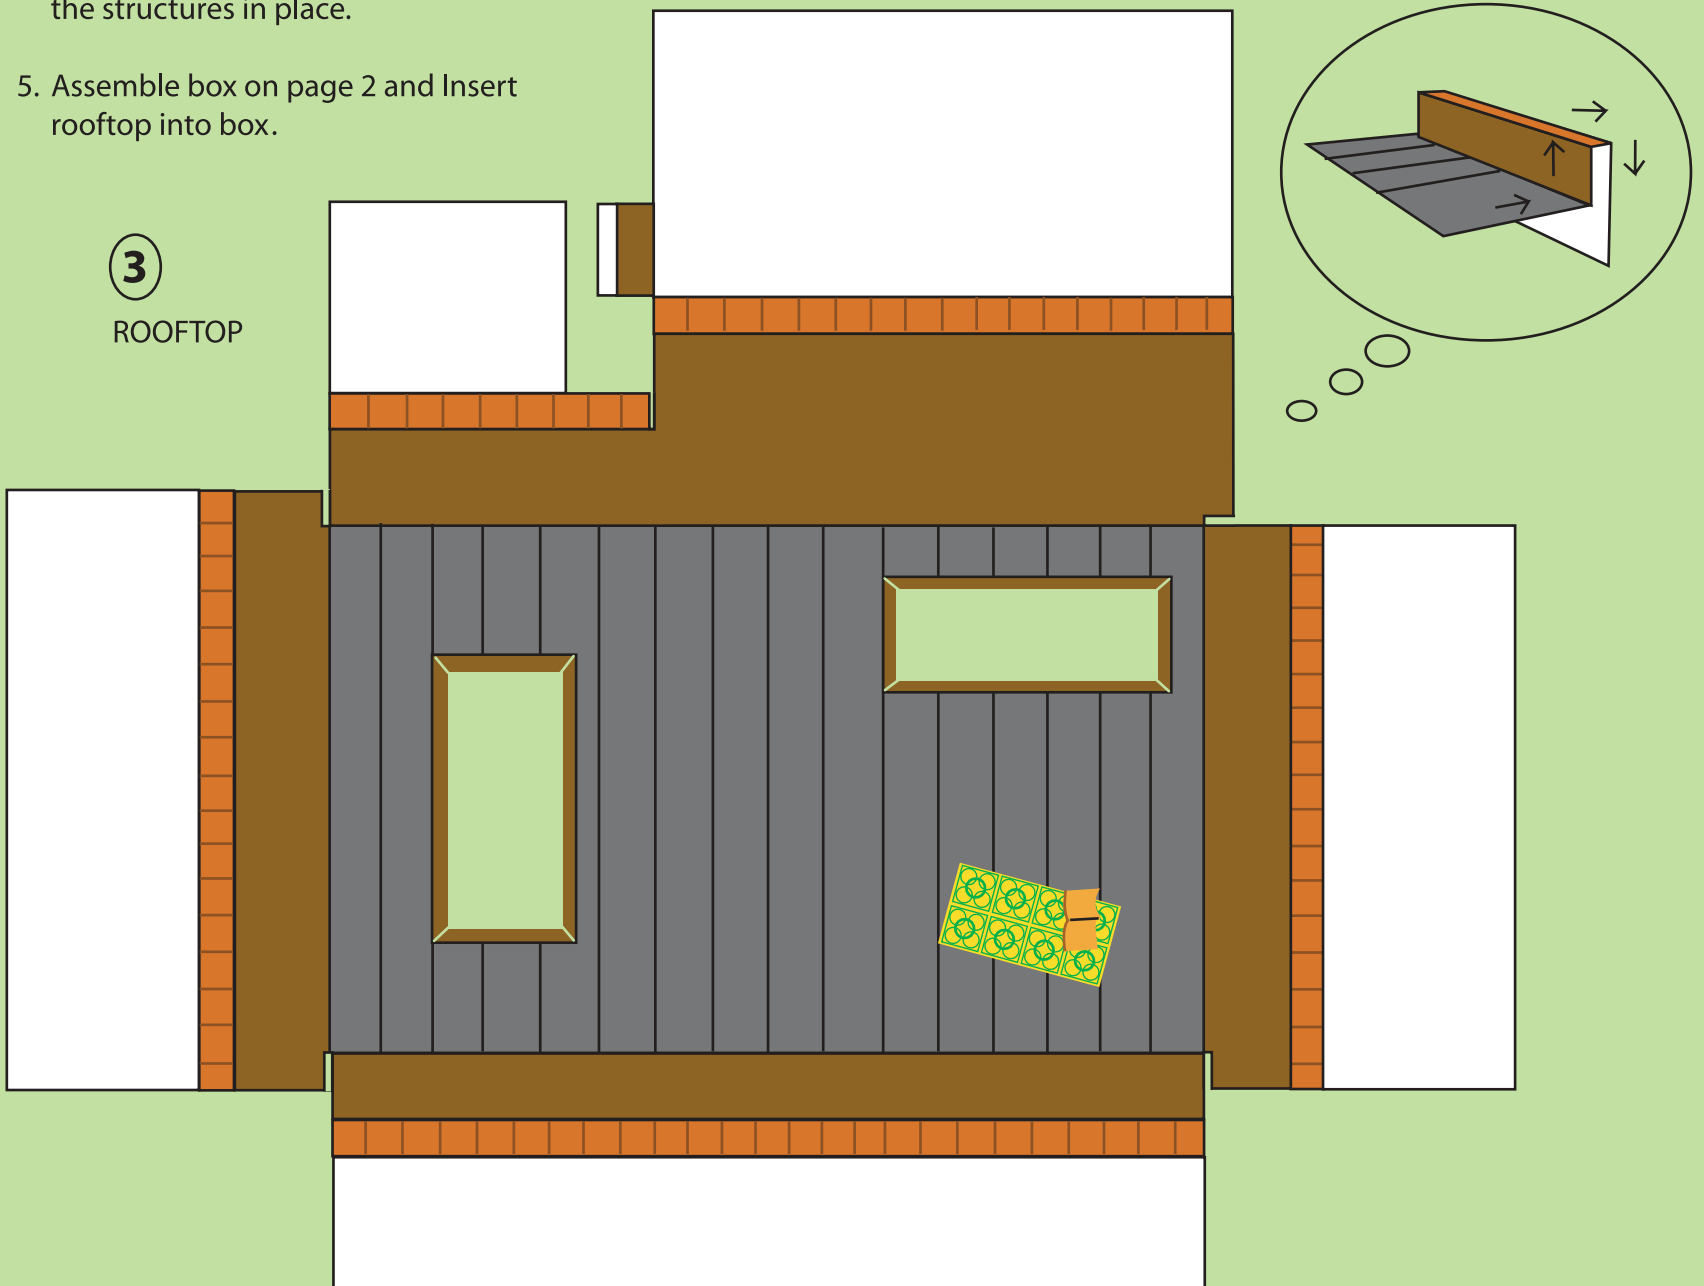 the structures in place.
5. Assemble box on page 2 and Insert
rooftop into box.
3
ROOFTOP